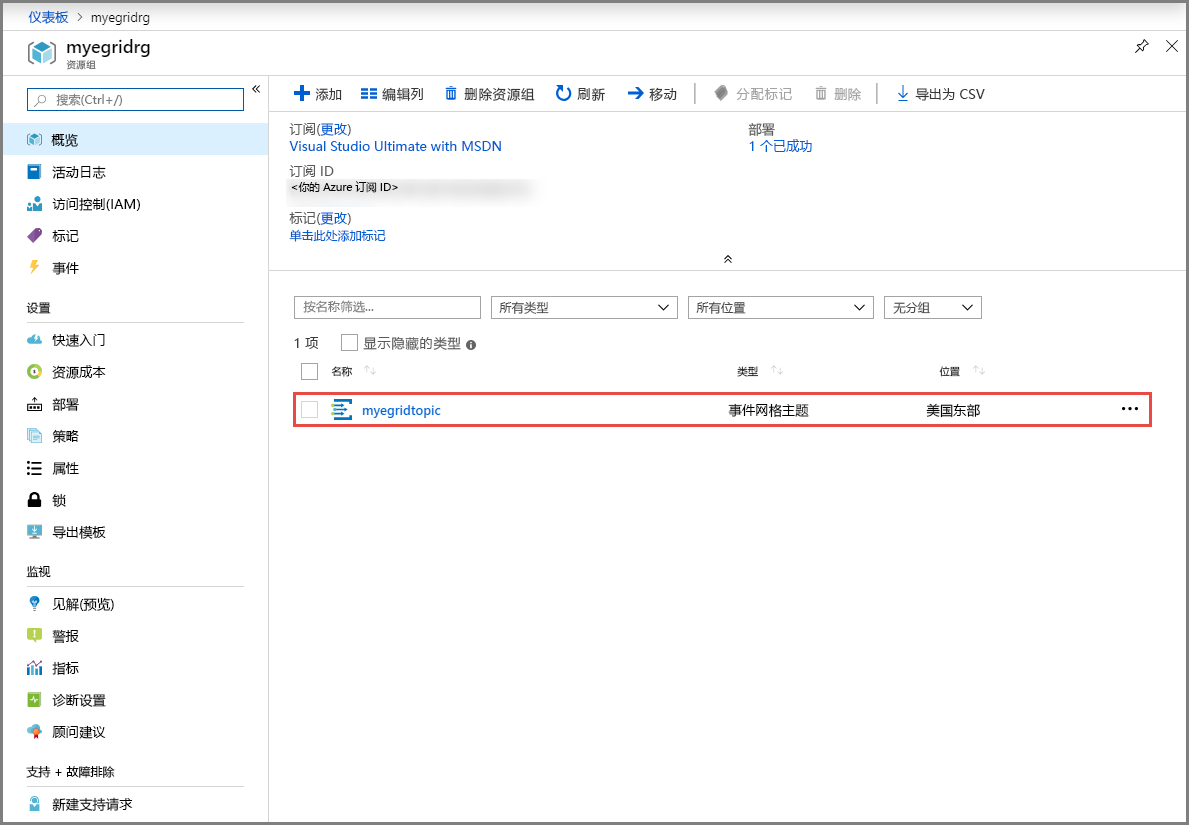 仪表板 > myegridrg
myegridrg
资源组
搜索(Ctrl+/)
概览
活动日志
访问控制(IAM)
标记
事件
设置
快速入门
资源成本
部署
策略
属性
锁
导出模板
监视
见解(预览)
警报
指标
诊断设置
顾问建议
支持 + 故障排除
新建支持请求
添加 编辑列 删除资源组 刷新 移动 分配标记 删除 导出为 CSV
订阅(更改) 部署
Visual Studio Ultimate with MSDN 1 个已成功
订阅 ID
<你的 Azure 订阅 ID>
标记(更改)
单击此处添加标记
按名称筛选... 所有类型 所有位置 无分组
1 项 显示隐藏的类型
名称 类型 位置
myegridtopic 事件网格主题 美国东部